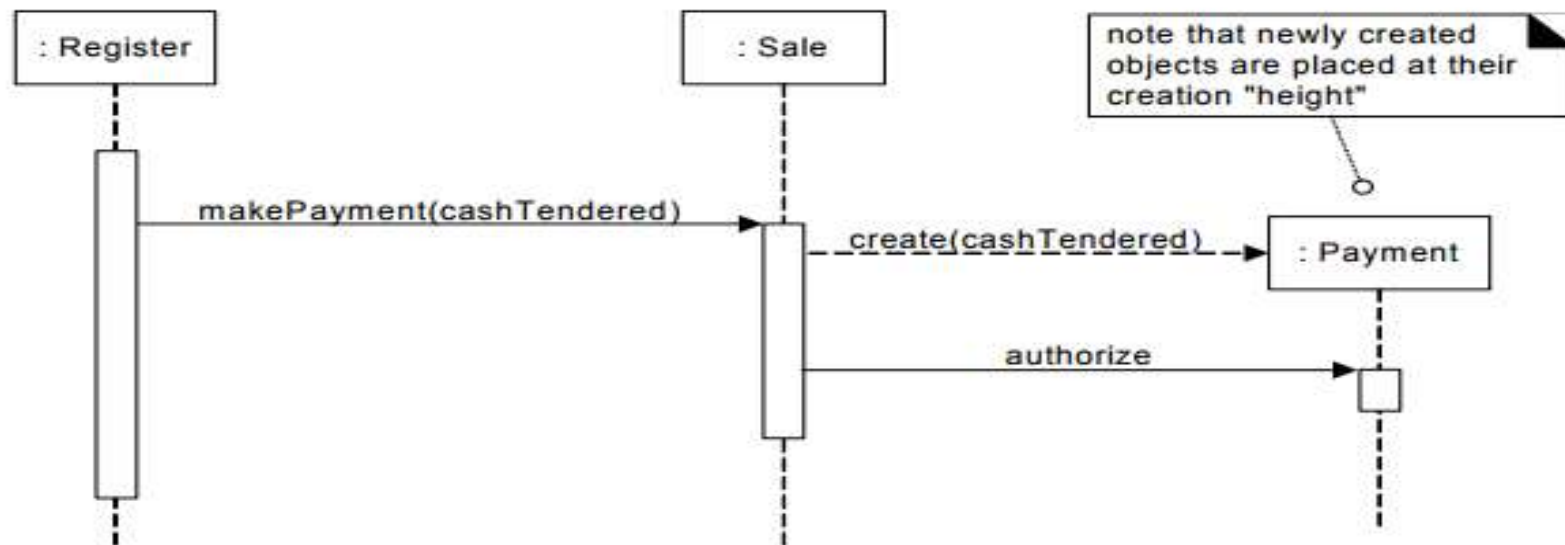 : Register
: Sale
note that newly created
objects are placed at their
creation "height"
makePayment(cashTendered)
create(cashTendered)
: Payment
authorize